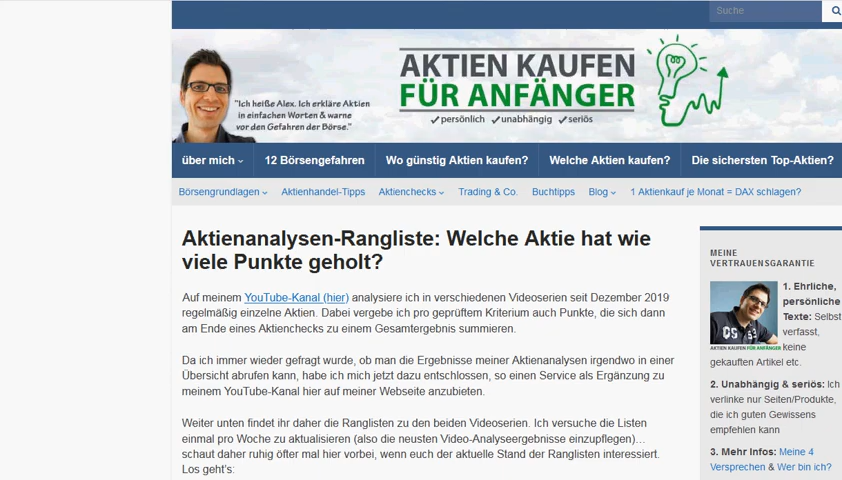 Suche
"Ich heiße Alex. Ich erkläre Aktien
in einfachen Worten & warne
vor den Gefahren der Börse."
AKTIEN KAUFEN
FÜR ANFÄNGER
persönlich unabhängig seriös
über mich 12 Börsengefahren Wo günstig Aktien kaufen? Welche Aktien kaufen? Die sichersten Top-Aktien?
Börsengrundlagen Aktienhandel-Tipps Aktienchecks Trading & Co. Buchtipps Blog 1 Aktienkauf je Monat = DAX schlagen?
Aktienanalysen-Rangliste: Welche Aktie hat wie
viele Punkte geholt?
Auf meinem YouTube-Kanal (hier) analysiere ich in verschiedenen Videoserien seit Dezember 2019
regelmäßig einzelne Aktien. Dabei vergebe ich pro geprüftem Kriterium auch Punkte, die sich dann
am Ende eines Aktienchecks zu einem Gesamtergebnis summieren.
Da ich immer wieder gefragt wurde, ob man die Ergebnisse meiner Aktienanalysen irgendwo in einer
Übersicht abrufen kann, habe ich mich jetzt dazu entschlossen, so einen Service als Ergänzung zu
meinem YouTube-Kanal hier auf meiner Webseite anzubieten.
Weiter unten findet ihr daher die Ranglisten zu den beiden Videoserien. Ich versuche die Listen
einmal pro Woche zu aktualisieren (also die neusten Video-Analyseergebnisse einzupflegen)…
schaut daher ruhig öfter mal hier vorbei, wenn euch der aktuelle Stand der Ranglisten interessiert.
Los geht's:
MEINE
VERTRAUENSGARANTIE
AKTIEN KAUFEN FÜR ANFÄNGER
1. Ehrliche,
persönliche
Texte: Selbst
verfasst,
keine
gekauften Artikel etc.
2. Unabhängig & seriös: Ich
verlinke nur Seiten/Produkte,
die ich guten Gewissens
empfehlen kann
3. Mehr Infos: Meine 4
Versprechen & Wer bin ich?